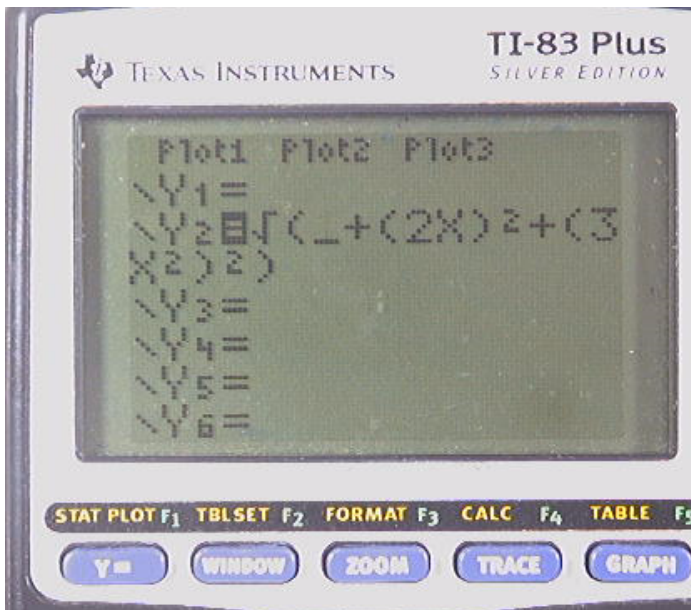 TI-83 Plus
TEXAS INSTRUMENTS SILVER EDITION
Plot1 Plot2 Plot3
\Y1=
\Y2=√(_+(2X)²+(3
X²)²)
\Y3=
\Y4=
\Y5=
\Y6=
STAT PLOT F1 TBLSET F2 FORMAT F3 CALC F4 TABLE F5
Y= WINDOW ZOOM TRACE GRAPH